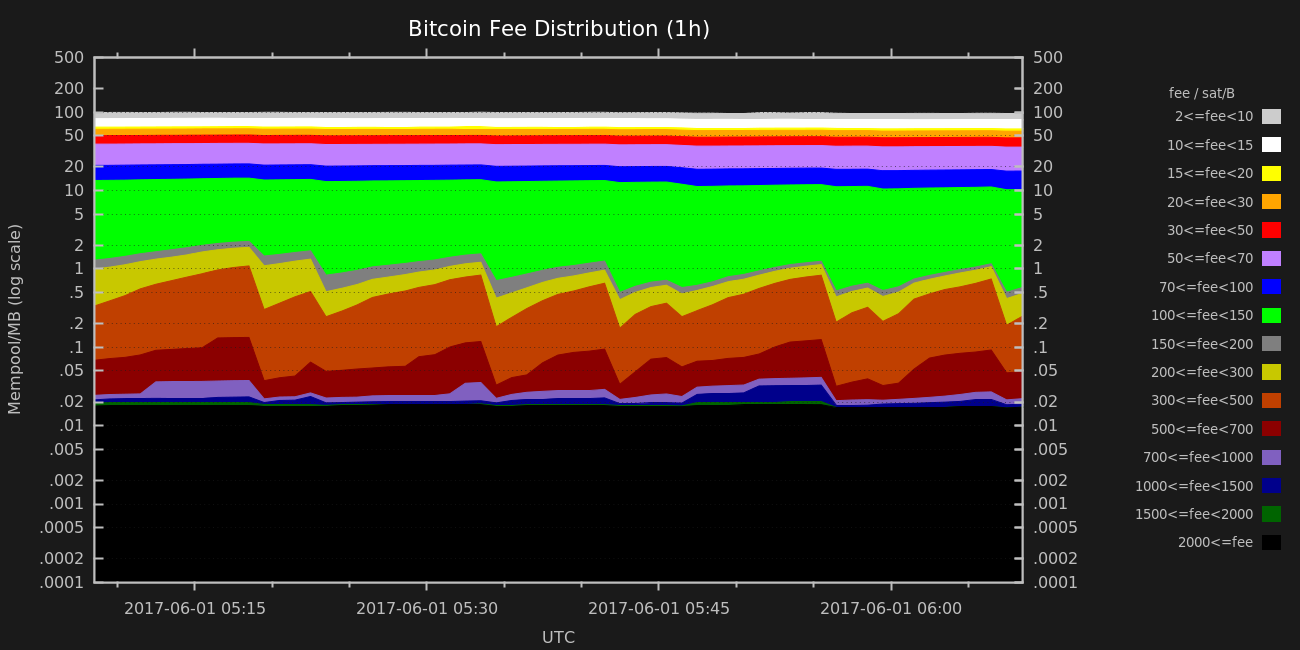 Bitcoin Fee Distribution (1h)
Mempool/MB (log scale)
500
200
100
50
20
10
5
2
1
.5
.2
.1
.05
.02
.01
.005
.002
.001
.0005
.0002
.0001
500
200
100
50
20
10
5
2
1
.5
.2
.1
.05
.02
.01
.005
.002
.001
.0005
.0002
.0001
2017-06-01 05:15 2017-06-01 05:30 2017-06-01 05:45 2017-06-01 06:00
UTC
fee / sat/B
2<=fee<10
10<=fee<15
15<=fee<20
20<=fee<30
30<=fee<50
50<=fee<70
70<=fee<100
100<=fee<150
150<=fee<200
200<=fee<300
300<=fee<500
500<=fee<700
700<=fee<1000
1000<=fee<1500
1500<=fee<2000
2000<=fee